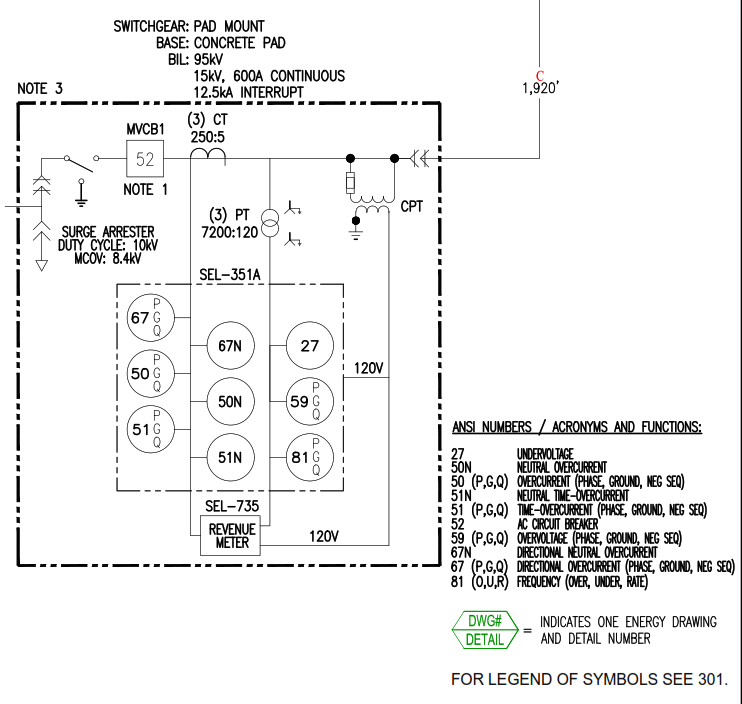 SWITCHGEAR: PAD MOUNT
BASE: CONCRETE PAD
BIL: 95kV
15kV, 600A CONTINUOUS
12.5kA INTERRUPT
NOTE 3
C
1,920'
(3) CT
250:5
MVCB1
52
NOTE 1
CPT
(3) PT
7200:120
SURGE ARRESTER
DUTY CYCLE: 10kV
MCOV: 8.4kV
SEL-351A
67 P G Q
67N
27
120V
50 P G Q
50N
59 P G Q
51 P G Q
51N
81 P G Q
SEL-735
REVENUE
METER
120V
ANSI NUMBERS / ACRONYMS AND FUNCTIONS:
27 UNDERVOLTAGE
50N NEUTRAL OVERCURRENT
50 (P,G,Q) OVERCURRENT (PHASE, GROUND, NEG SEQ)
51N NEUTRAL TIME-OVERCURRENT
51 (P,G,Q) TIME-OVERCURRENT (PHASE, GROUND, NEG SEQ)
52 AC CIRCUIT BREAKER
59 (P,G,Q) OVERVOLTAGE (PHASE, GROUND, NEG SEQ)
67N DIRECTIONAL NEUTRAL OVERCURRENT
67 (P,G,Q) DIRECTIONAL OVERCURRENT (PHASE, GROUND, NEG SEQ)
81 (O,U,R) FREQUENCY (OVER, UNDER, RATE)
DWG#
DETAIL
= INDICATES ONE ENERGY DRAWING
AND DETAIL NUMBER
FOR LEGEND OF SYMBOLS SEE 301.